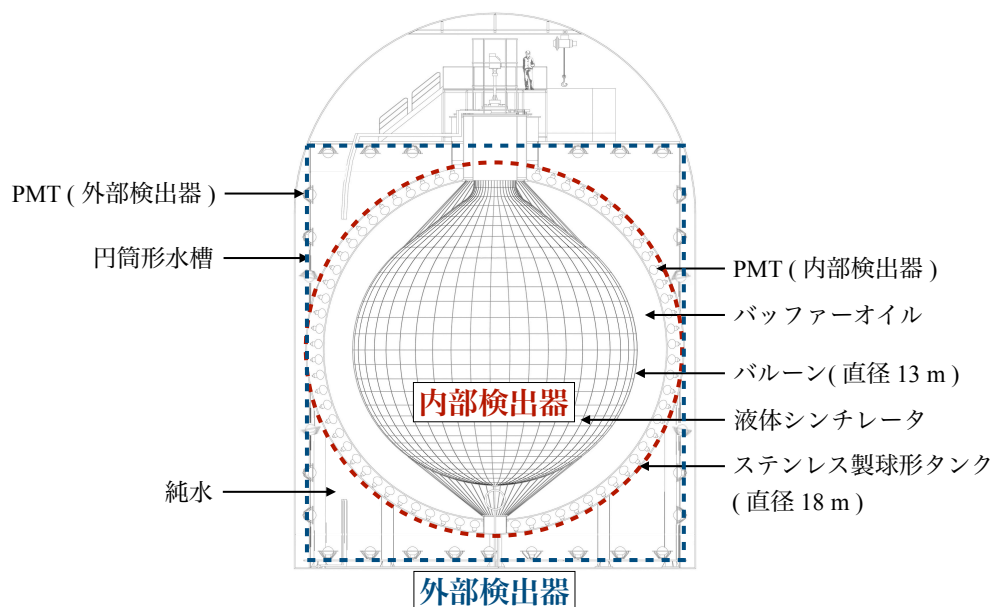 PMT ( 外部検出器 )
円筒形水槽
PMT ( 内部検出器 )
バッファーオイル
バルーン( 直径 13 m )
内部検出器
液体シンチレータ
ステンレス製球形タンク
( 直径 18 m )
純水
外部検出器